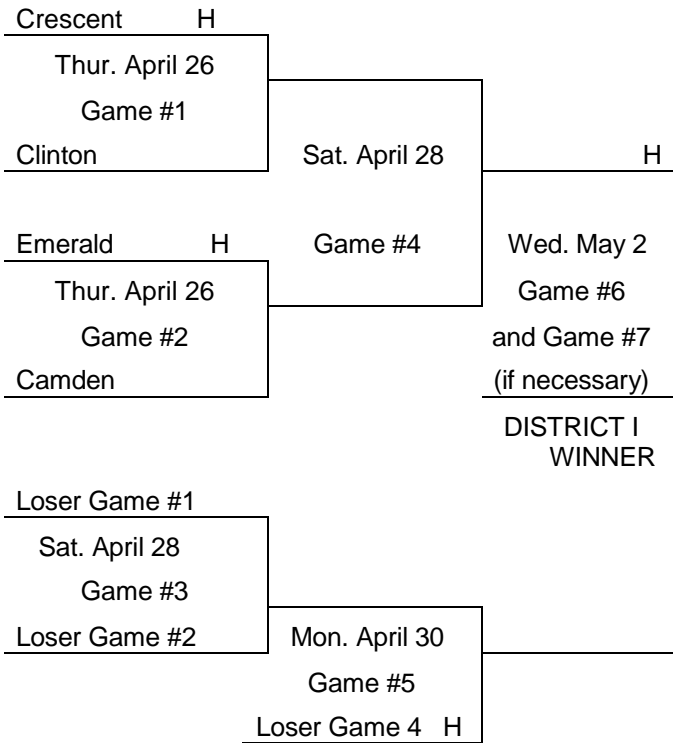 Crescent H
Thur. April 26
Game #1
Clinton
Sat. April 28
H
Emerald H
Game #4
Wed. May 2
Thur. April 26
Game #6
Game #2
and Game #7
Camden
(if necessary)
DISTRICT I
WINNER
Loser Game #1
Sat. April 28
Game #3
Loser Game #2
Mon. April 30
Game #5
Loser Game 4 H